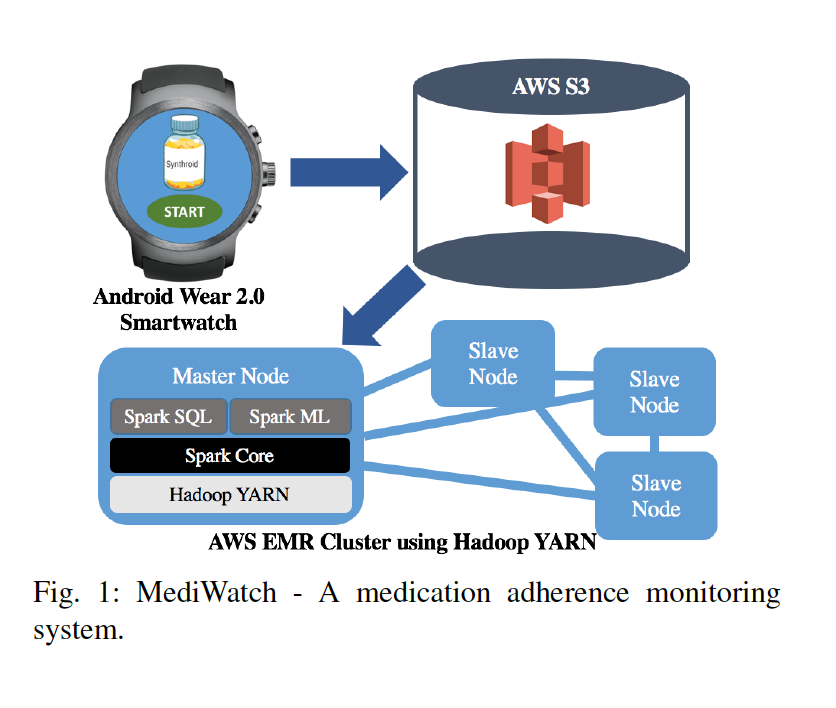 AWS S3
Synthroid
START
Android Wear 2.0
Smartwatch
Master Node
Spark SQL
Spark ML
Spark Core
Hadoop YARN
Slave
Node
Slave
Node
Slave
Node
AWS EMR Cluster using Hadoop YARN
Fig. 1: MediWatch - A medication adherence monitoring
system.